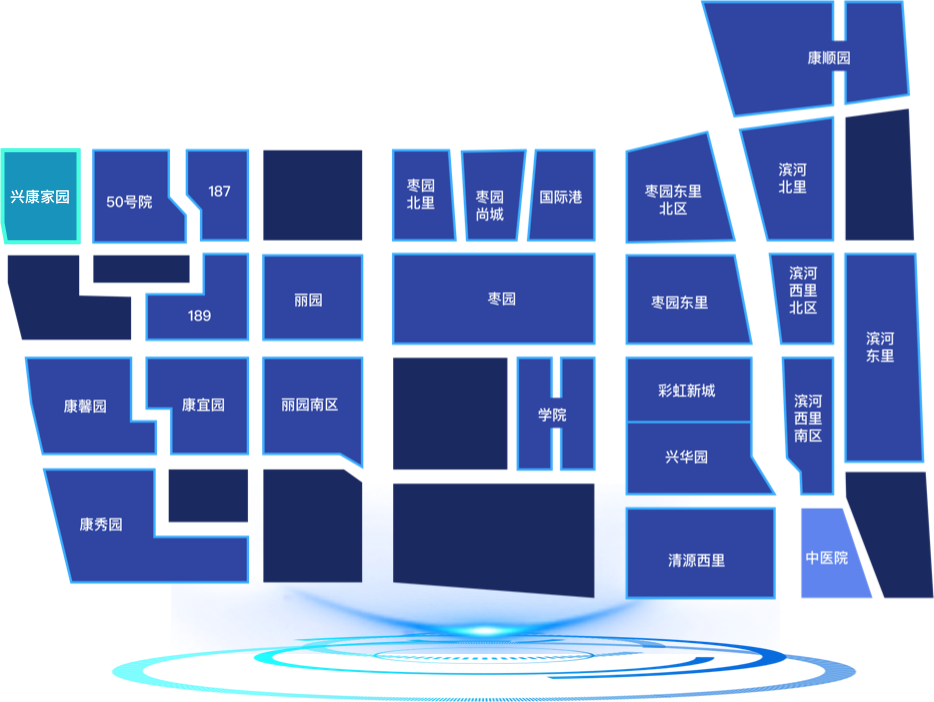 康顺园
兴康家园
50号院
187
枣园
北里
枣园
尚城
国际港
枣园东里
北区
滨河
北里
189
丽园
枣园
枣园东里
滨河
西里
北区
滨河
东里
康馨园
康宜园
丽园南区
学院
彩虹新城
兴华园
滨河
西里
南区
康秀园
清源西里
中医院